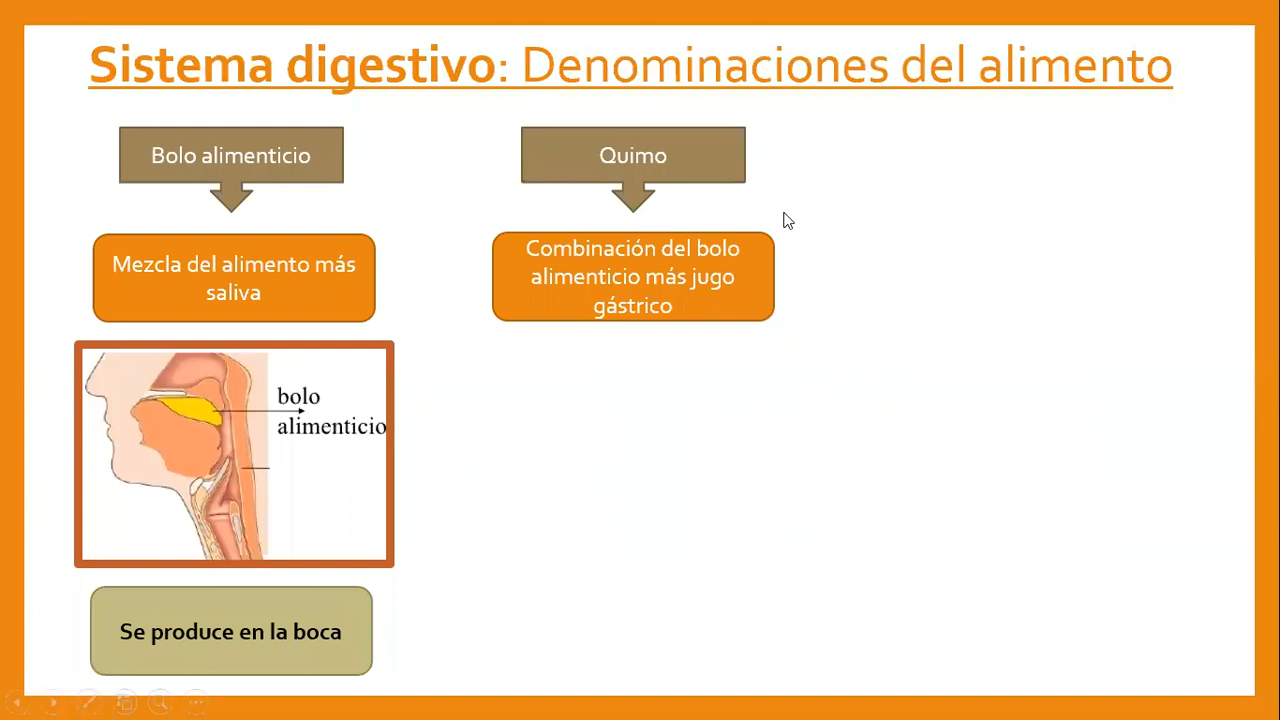 Sistema digestivo: Denominaciones del alimento
Bolo alimenticio
Mezcla del alimento más
saliva
bolo
alimenticio
Se produce en la boca
Quimo
Combinación del bolo
alimenticio más jugo
gástrico